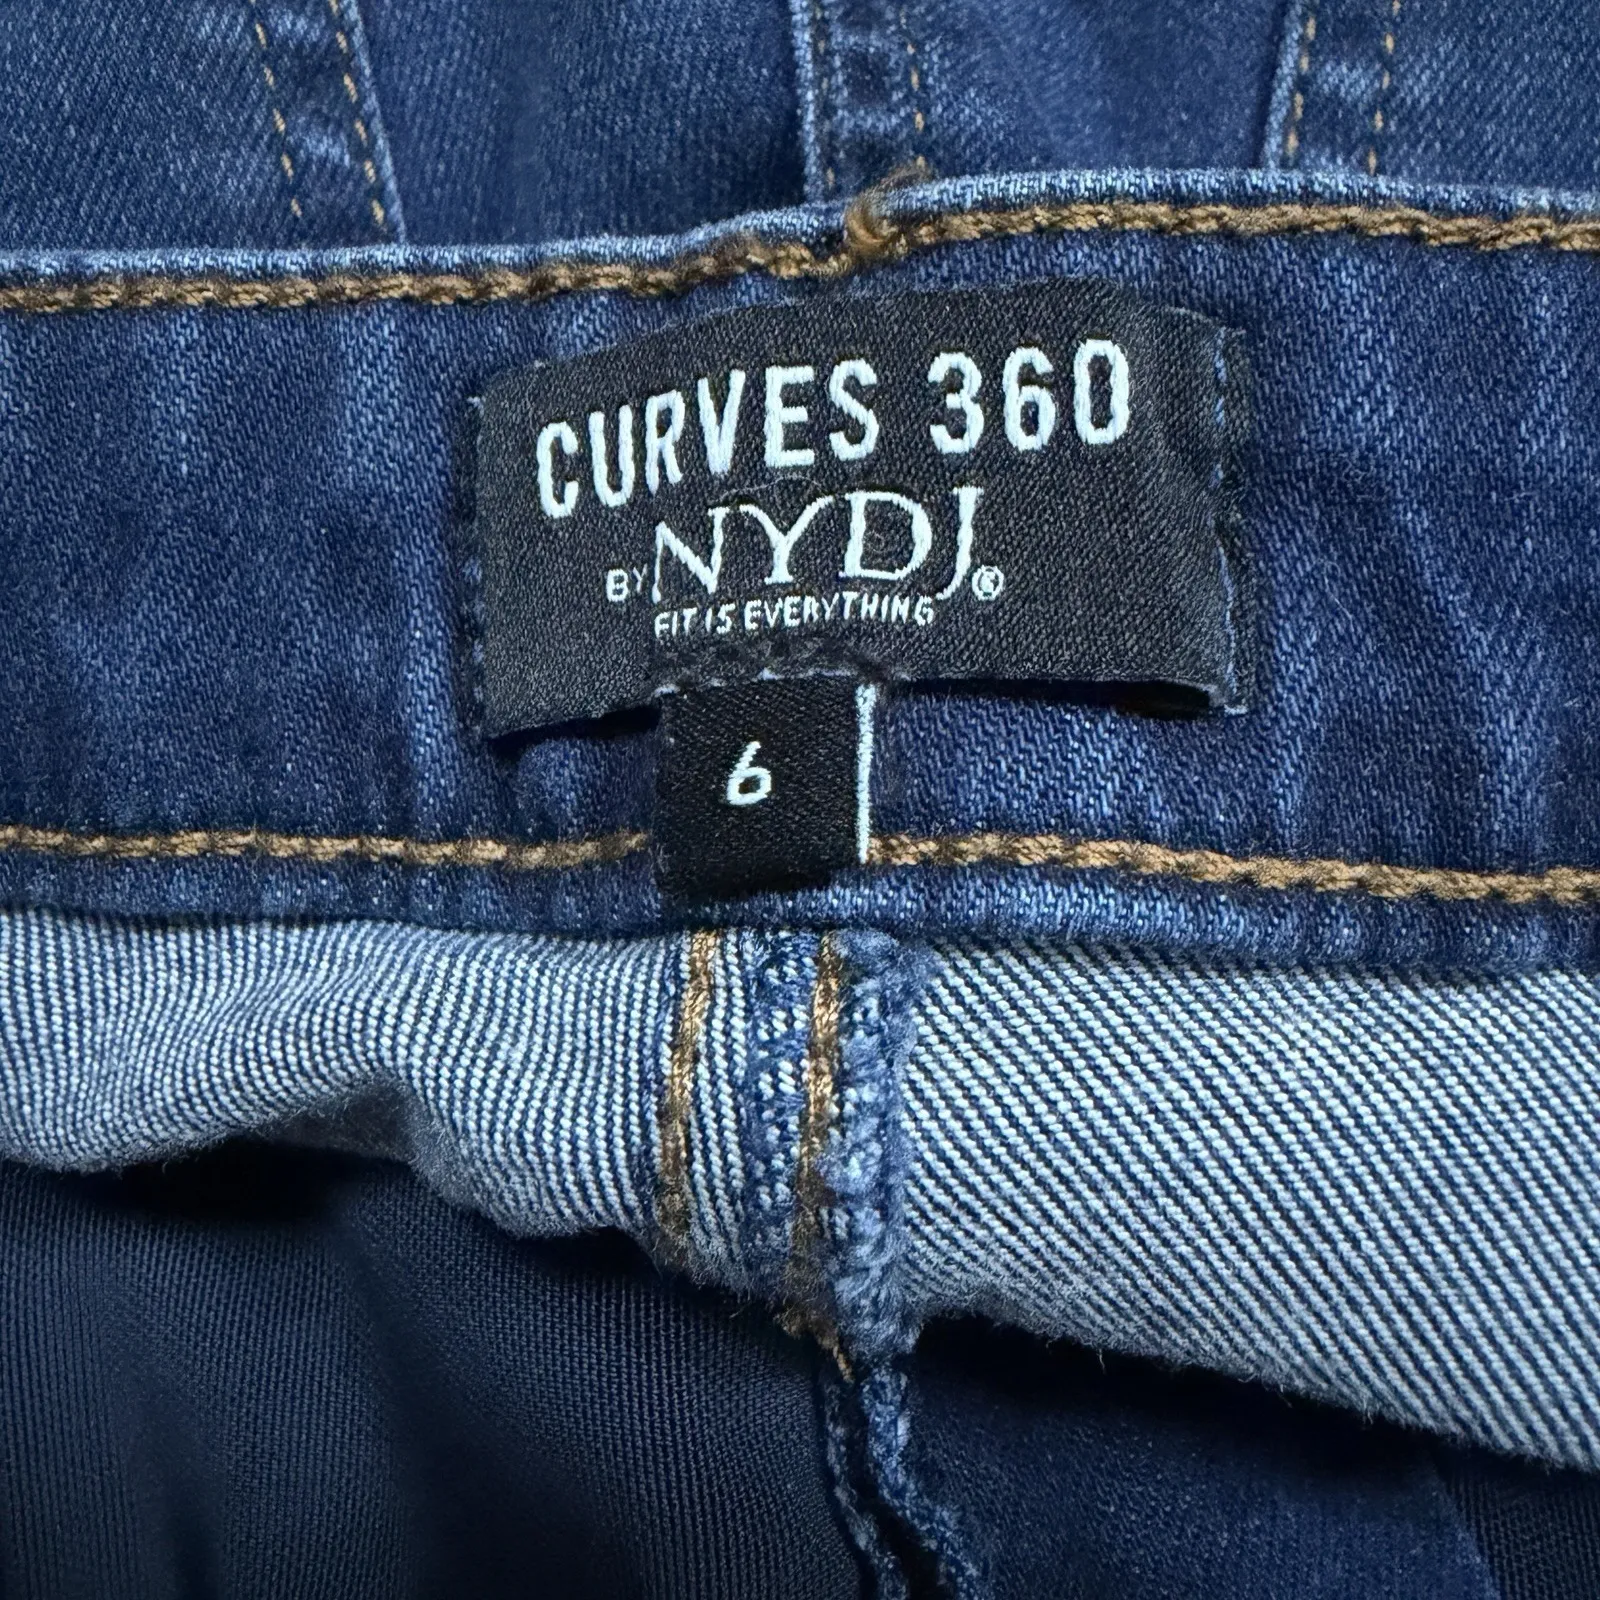 CURVES 360
BY NYDJ®
FIT IS EVERYTHING
6